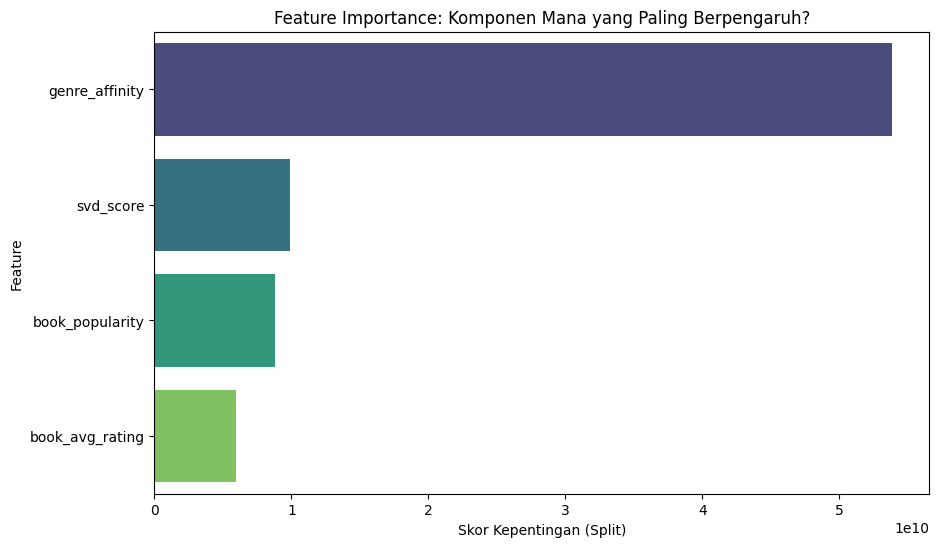 Feature Importance: Komponen Mana yang Paling Berpengaruh?
Feature
genre_affinity
svd_score
book_popularity
book_avg_rating
0 1 2 3 4 5
1e10
Skor Kepentingan (Split)